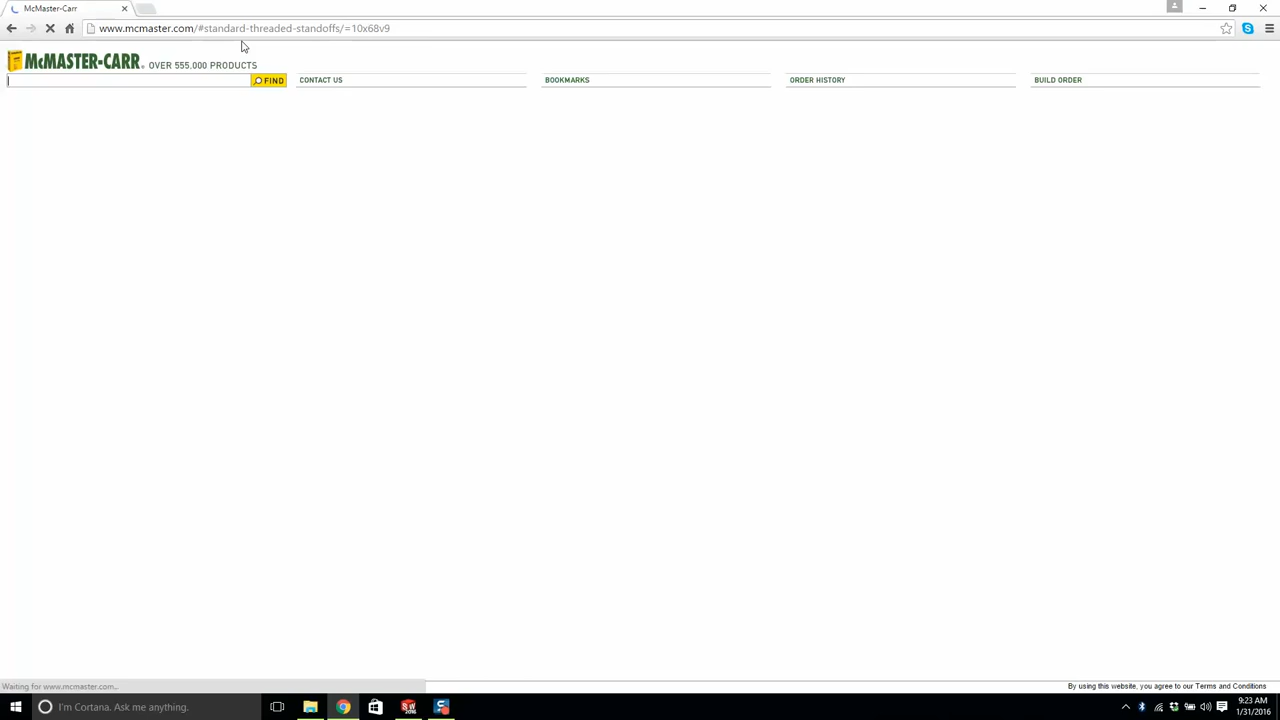 McMaster-Carr
www.mcmaster.com/#standard-threaded-standoffs/=10x68v9
McMASTER-CARR® OVER 555,000 PRODUCTS
FIND
CONTACT US
BOOKMARKS
ORDER HISTORY
BUILD ORDER
Waiting for www.mcmaster.com...
By using this website, you agree to our Terms and Conditions
I'm Cortana. Ask me anything.
SW
2016
S
9:23 AM
1/31/2016